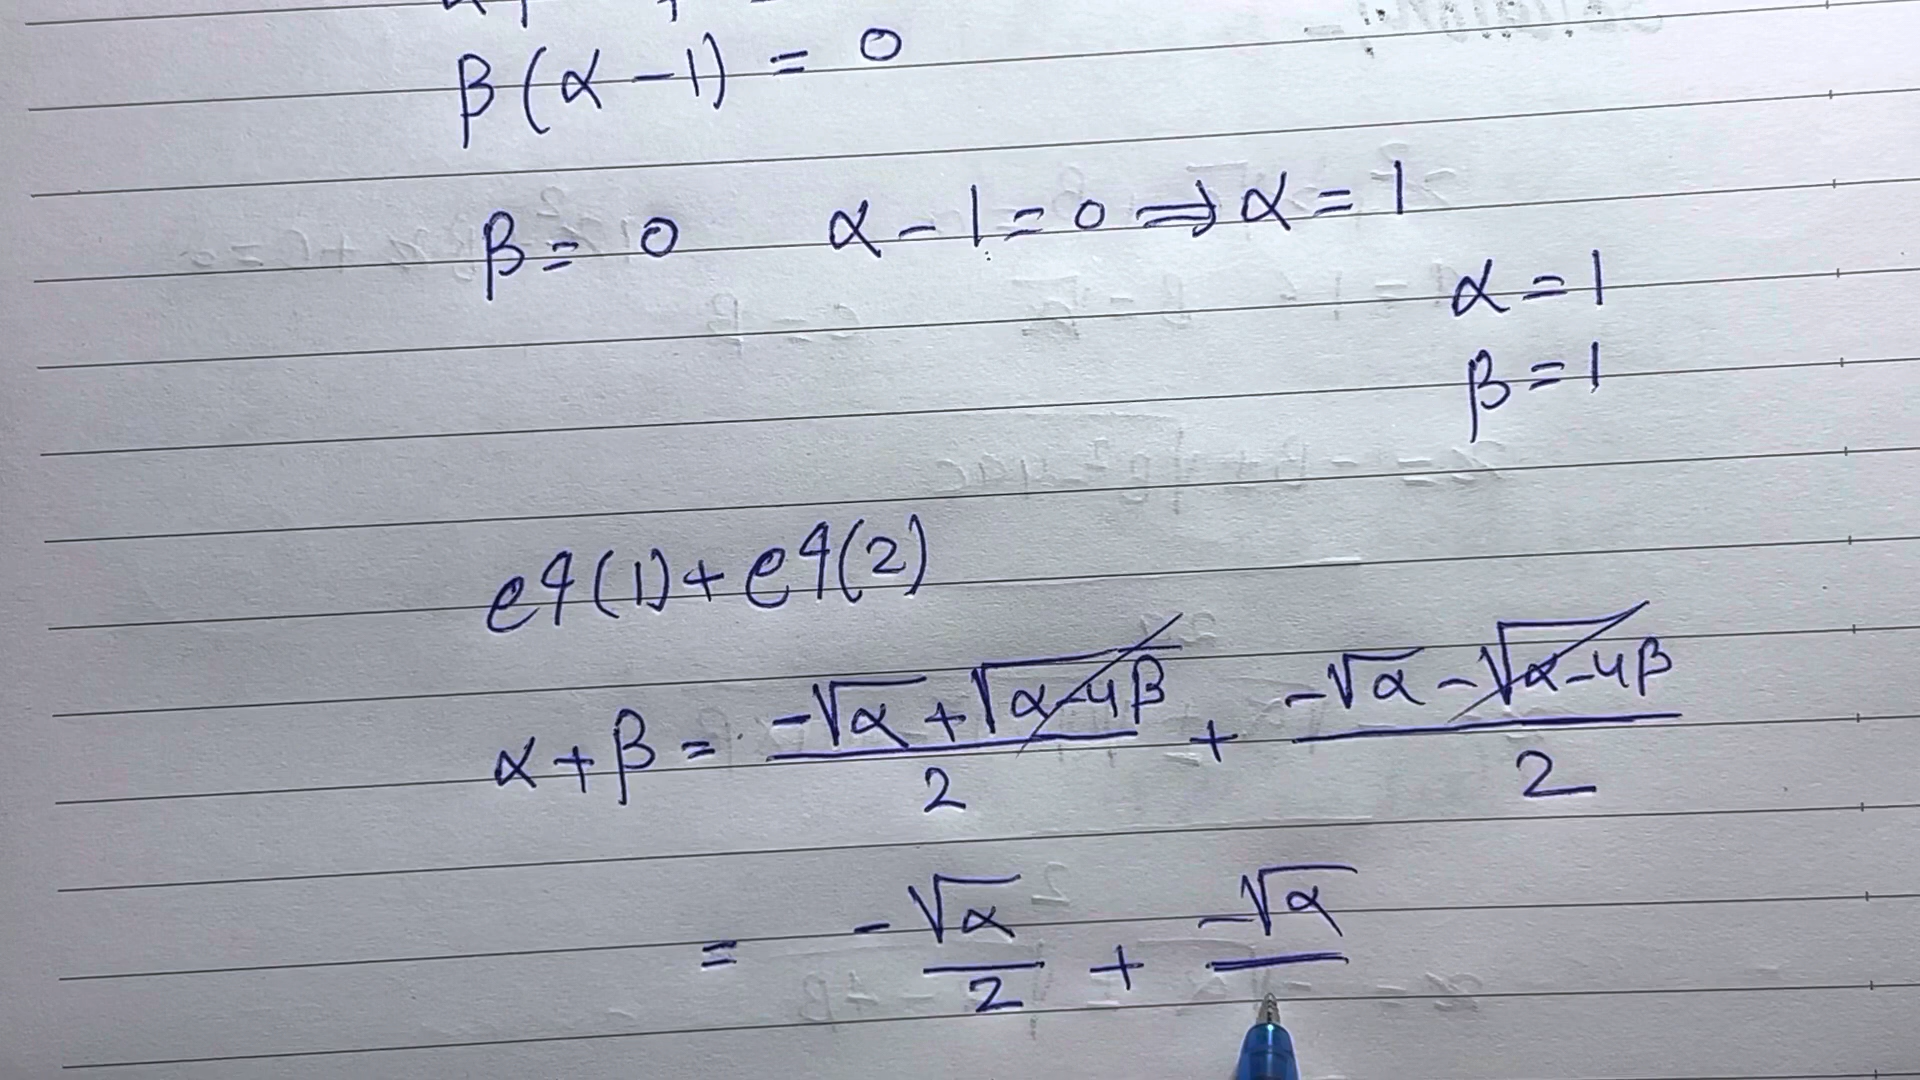 β(α-1) = 0
β = 0    α-1=0 ⇒ α = 1
α = 1
β = 1
eq(1)+eq(2)
α+β = (-√α + √(α-4β))/2 + (-√α - √(α-4β))/2
= -√α/2 + -√α